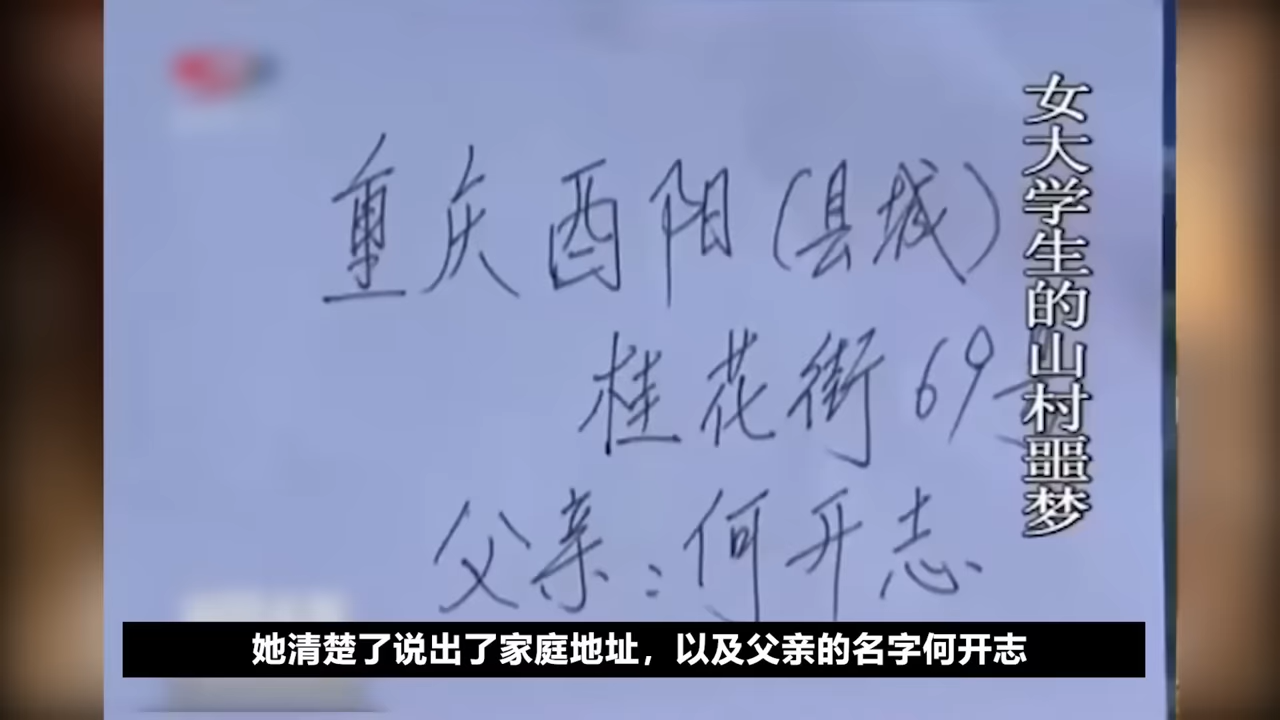 重庆酉阳(县城)
桂花街69号
父亲:何开志
女大学生的山村噩梦
她清楚了说出了家庭地址，以及父亲的名字何开志